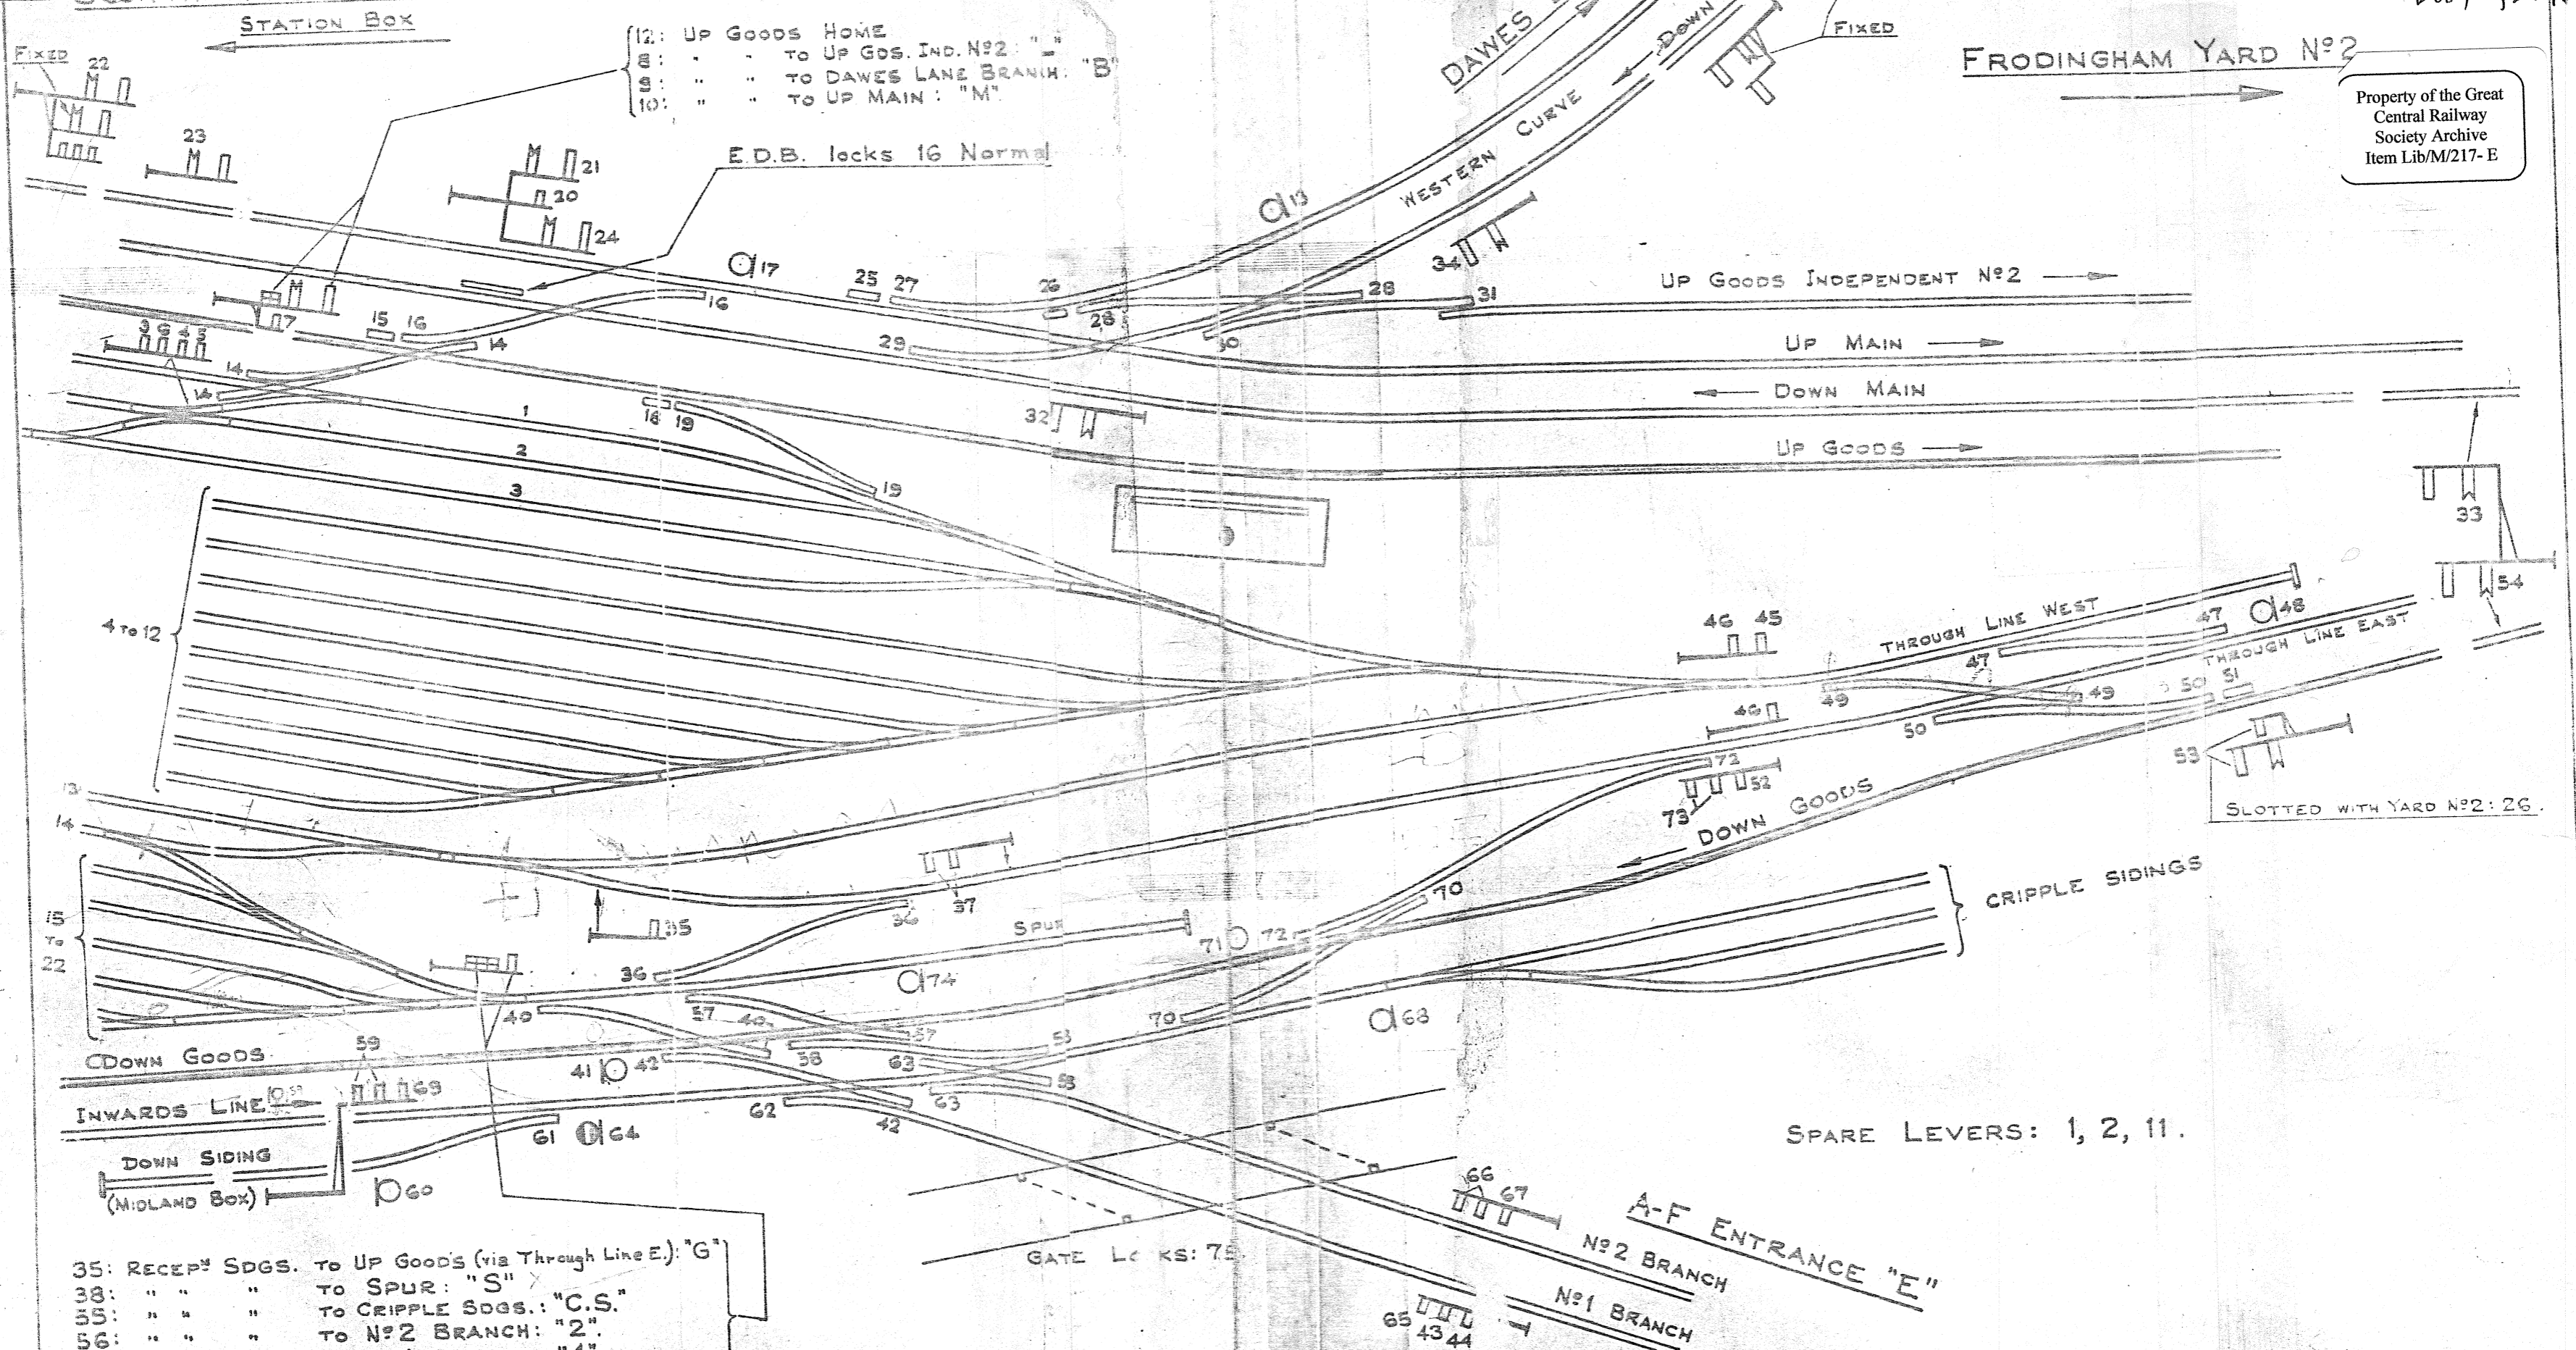 STATION BOX
FIXED
22
23
12: UP GOODS HOME
8: " " TO UP GDS. IND. Nº2:
9: " " TO DAWES LANE BRANCH: "B"
10: " " TO UP MAIN: "M".
E.D.B. locks 16 Normal
21
20
24
DAWES
DOWN
WESTERN CURVE
FIXED
FRODINGHAM YARD Nº2
Property of the Great
Central Railway
Society Archive
Item Lib/M/217- E
17
13
34
25 27
26
28
28
31
UP GOODS INDEPENDENT Nº2
16
15 16
7
3 6 4 5
14
14
14
29
30
UP MAIN
DOWN MAIN
UP GOODS
32
33
1
2
3
18 19
19
4 TO 12
54
46 45
THROUGH LINE WEST
47
48
47
THROUGH LINE EAST
49
49
50 51
50
46
72
73
52
53
SLOTTED WITH YARD Nº2: 26.
DOWN GOODS
13
14
15
TO
22
37
36
35
36
SPUR
70
71
72
CRIPPLE SIDINGS
74
68
70
40
57
40
57
58
38
63
58
63
DOWN GOODS
59
41
42
69
INWARDS LINE
62
42
61
64
DOWN SIDING
(MIDLAND BOX)
60
SPARE LEVERS: 1, 2, 11.
66
67
A-F ENTRANCE "E"
Nº2 BRANCH
Nº1 BRANCH
65
43 44
GATE LOCKS: 75.
35: RECEPN SDGS. TO UP GOODS (via Through Line E.): "G"
38: " " " TO SPUR: "S"
55: " " " TO CRIPPLE SDGS.: "C.S."
56: " " " TO Nº2 BRANCH: "2".